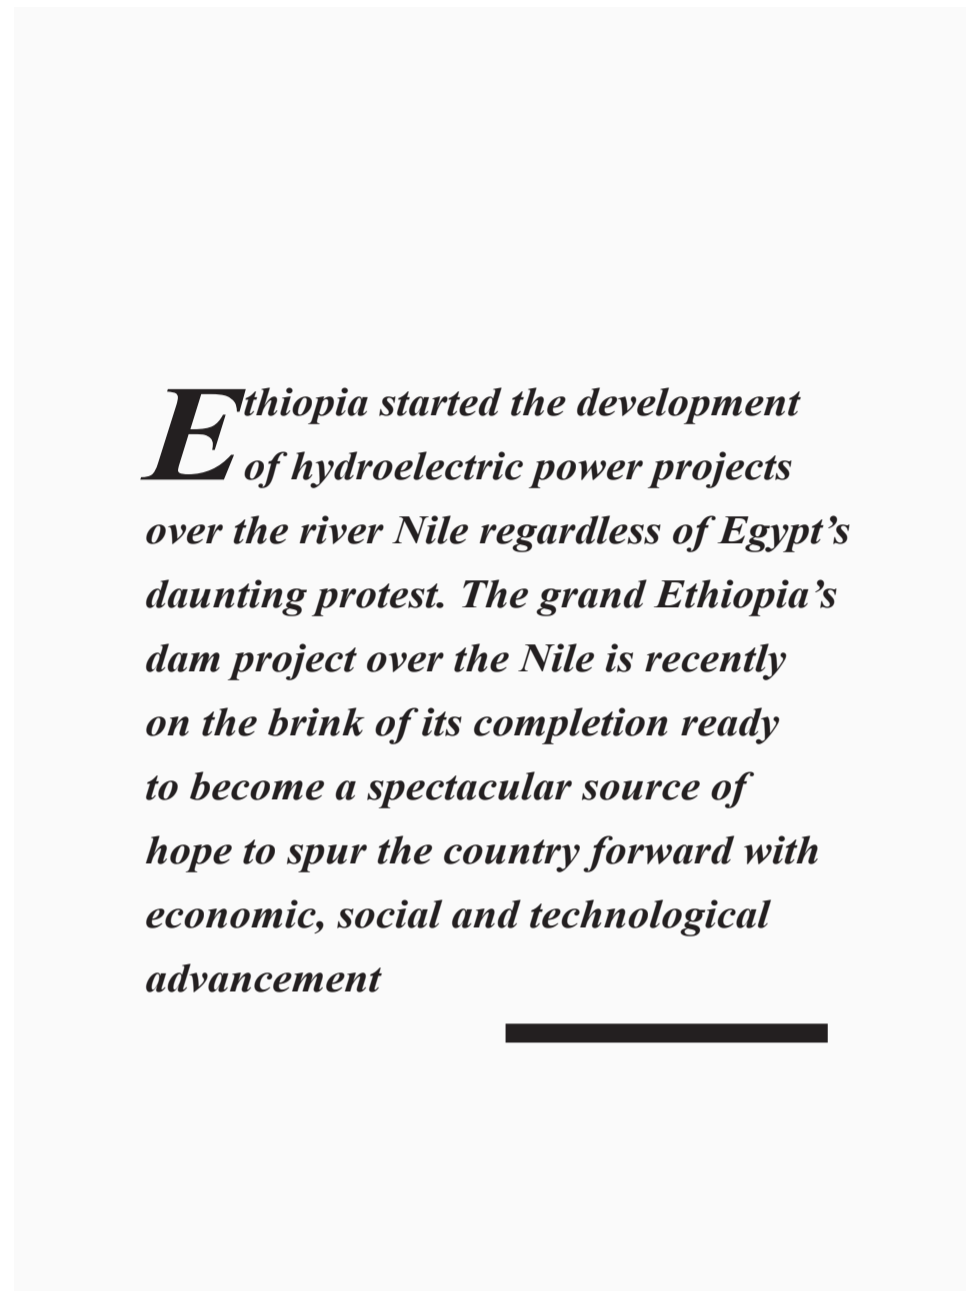 Ethiopia started the development
of hydroelectric power projects
over the river Nile regardless of Egypt’s
daunting protest. The grand Ethiopia’s
dam project over the Nile is recently
on the brink of its completion ready
to become a spectacular source of
hope to spur the country forward with
economic, social and technological
advancement